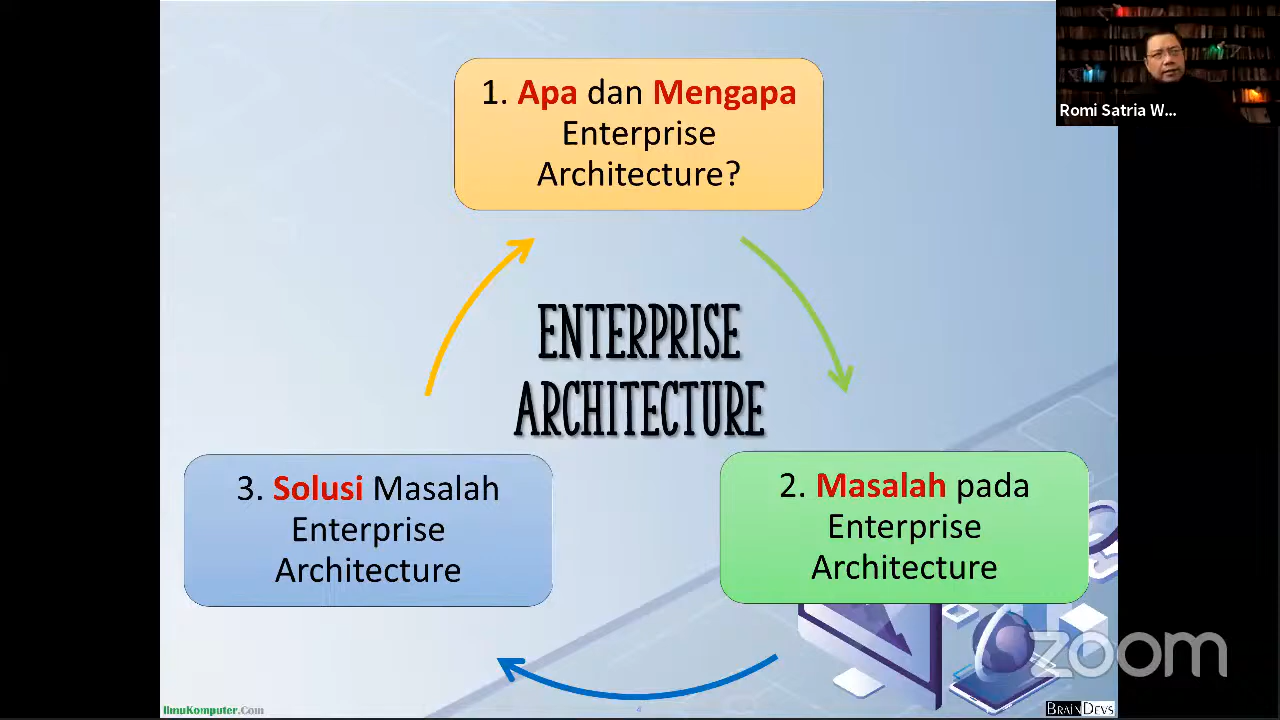 1. Apa dan Mengapa
Enterprise
Architecture?
Romi Satria W...
ENTERPRISE
ARCHITECTURE
3. Solusi Masalah
Enterprise
Architecture
2. Masalah pada
Enterprise
Architecture
zoom
IlmuKomputer.Com
4
BRAINDEVS